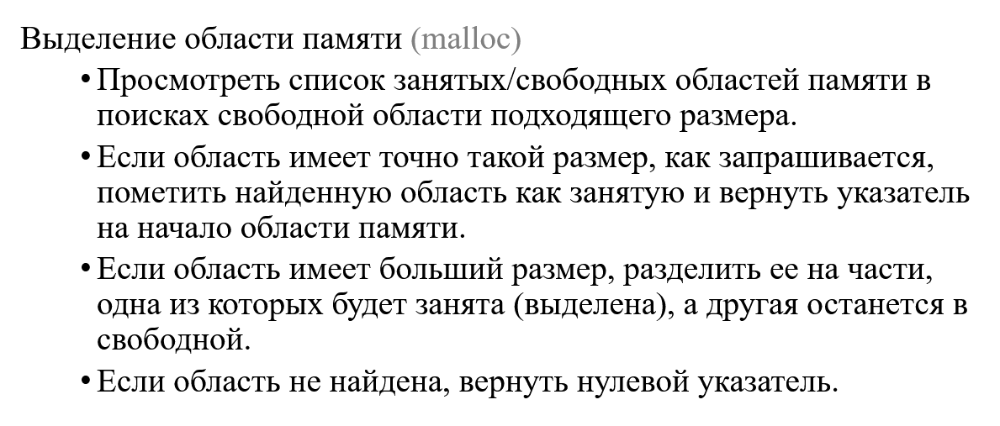 Выделение области памяти (malloc)
• Просмотреть список занятых/свободных областей памяти в
поисках свободной области подходящего размера.
• Если область имеет точно такой размер, как запрашивается,
пометить найденную область как занятую и вернуть указатель
на начало области памяти.
• Если область имеет больший размер, разделить ее на части,
одна из которых будет занята (выделена), а другая останется в
свободной.
• Если область не найдена, вернуть нулевой указатель.